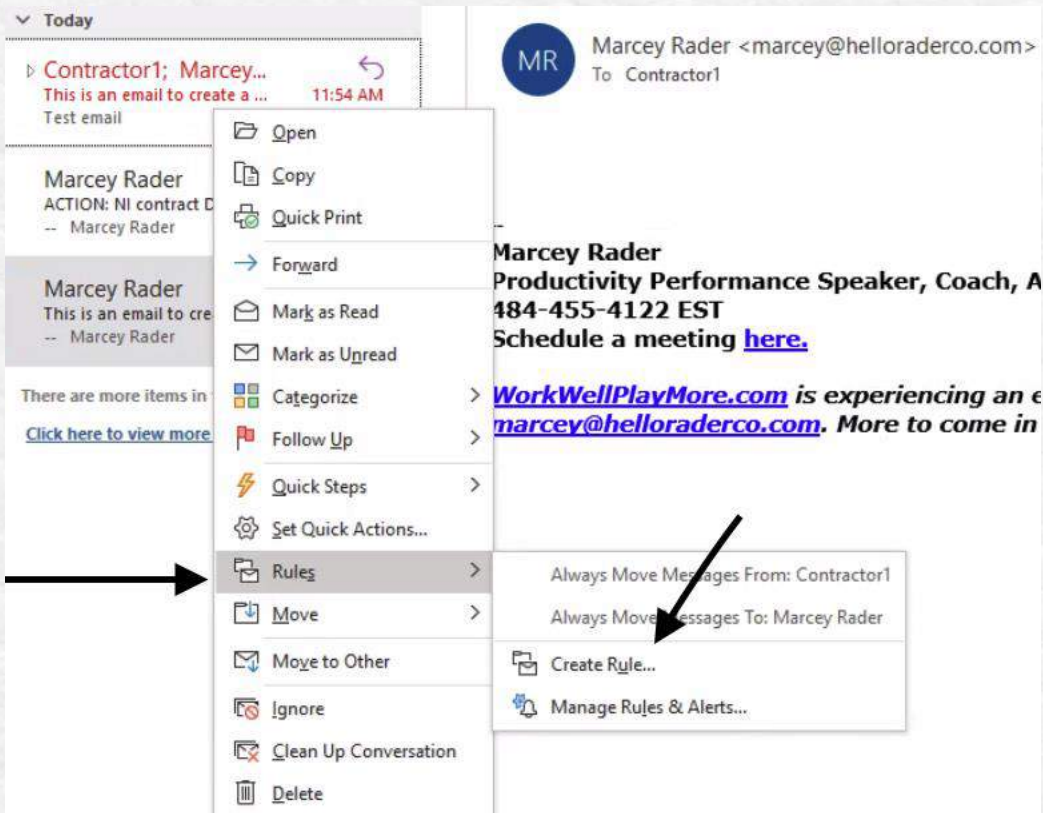 Today
Contractor1; Marcey...
This is an email to create a ... 11:54 AM
Test email
Marcey Rader
ACTION: NI contract D
-- Marcey Rader
Marcey Rader
This is an email to cre
-- Marcey Rader
There are more items in
Click here to view more
Open
Copy
Quick Print
Forward
Mark as Read
Mark as Unread
Categorize
Follow Up
Quick Steps
Set Quick Actions...
Rules
Move
Move to Other
Ignore
Clean Up Conversation
Delete
Always Move Messages From: Contractor1
Always Move Messages To: Marcey Rader
Create Rule...
Manage Rules & Alerts...
MR
Marcey Rader <marcey@helloraderco.com>
To Contractor1
--
Marcey Rader
Productivity Performance Speaker, Coach, A
484-455-4122 EST
Schedule a meeting here.
WorkWellPlayMore.com is experiencing an e
marcey@helloraderco.com. More to come in